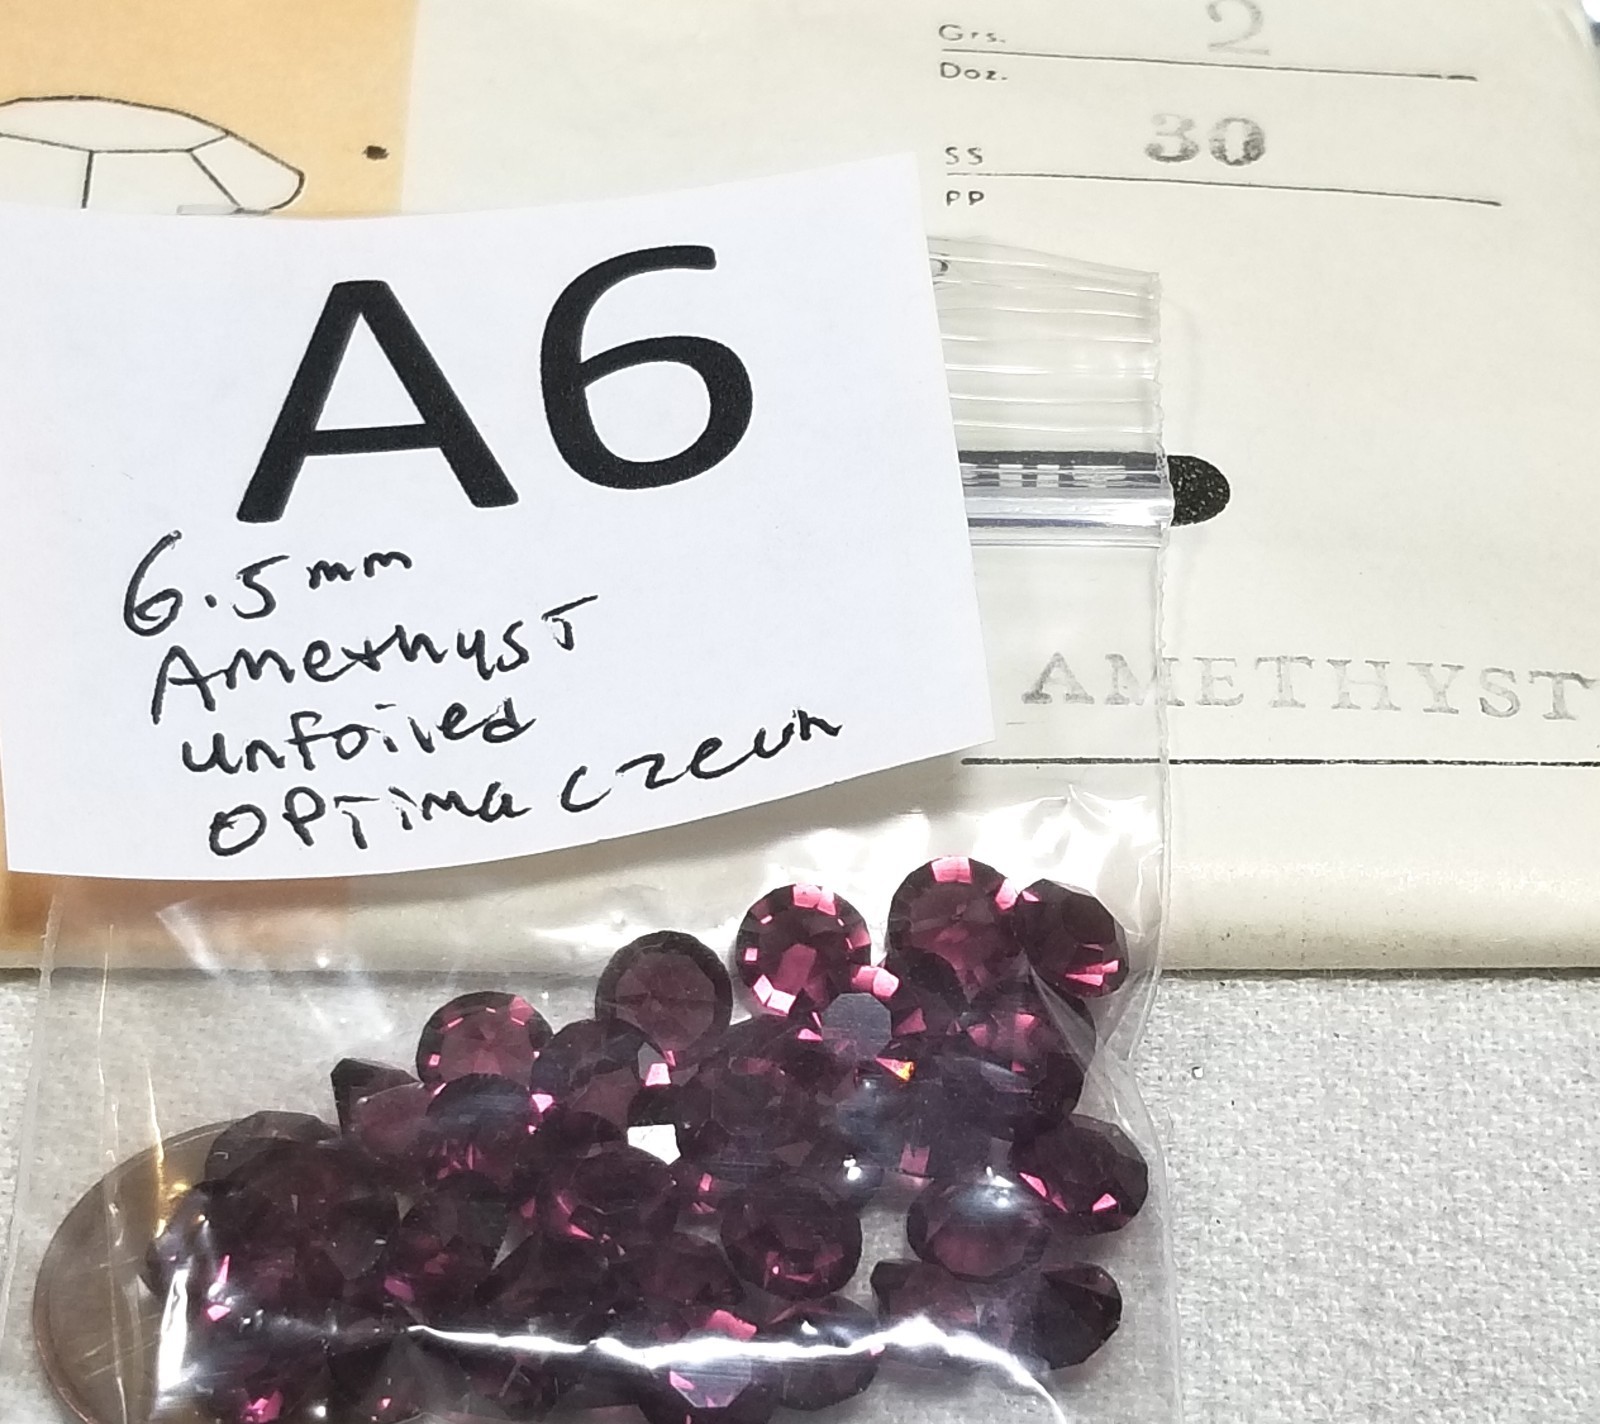 Grs. 2
Doz.
SS 30
PP
A6
6.5mm
Amethyst
unfoiled
OPTima czech
AMETHYST